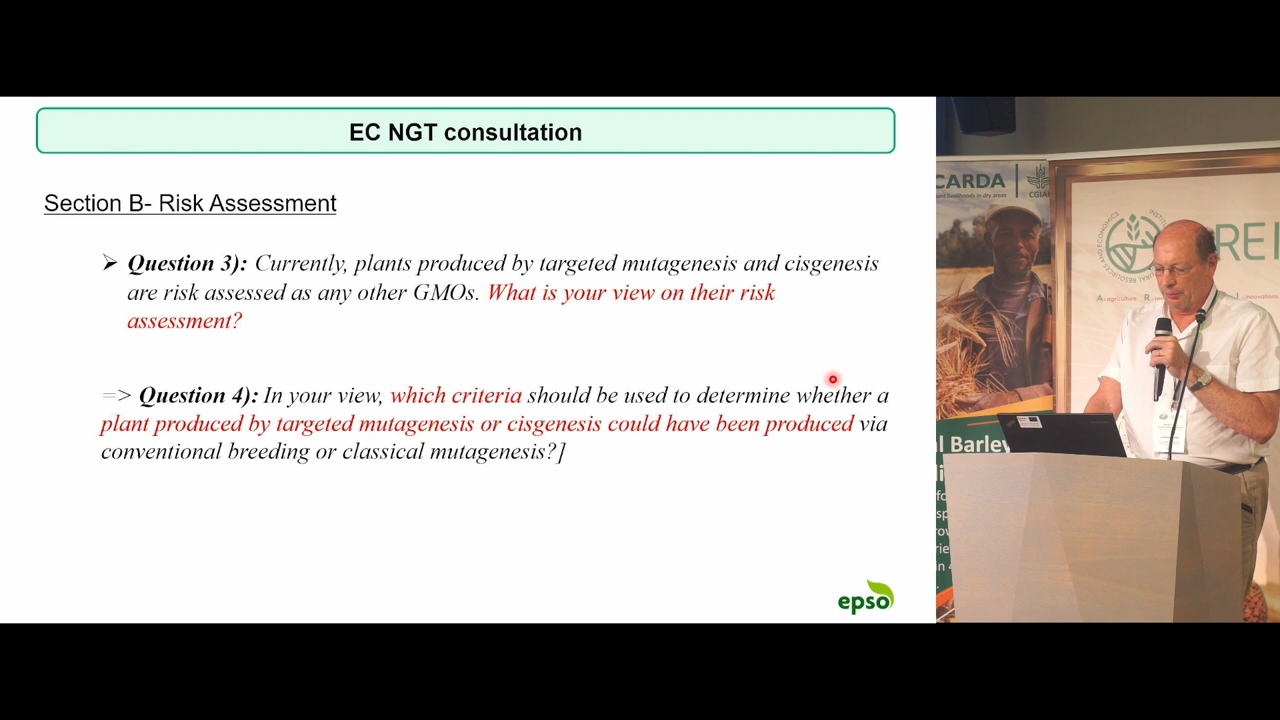 EC NGT consultation
Section B- Risk Assessment
➢ Question 3): Currently, plants produced by targeted mutagenesis and cisgenesis
are risk assessed as any other GMOs. What is your view on their risk
assessment?
=> Question 4): In your view, which criteria should be used to determine whether a
plant produced by targeted mutagenesis or cisgenesis could have been produced via
conventional breeding or classical mutagenesis?]
epso
CARDA
CGIA
REI
l Barley